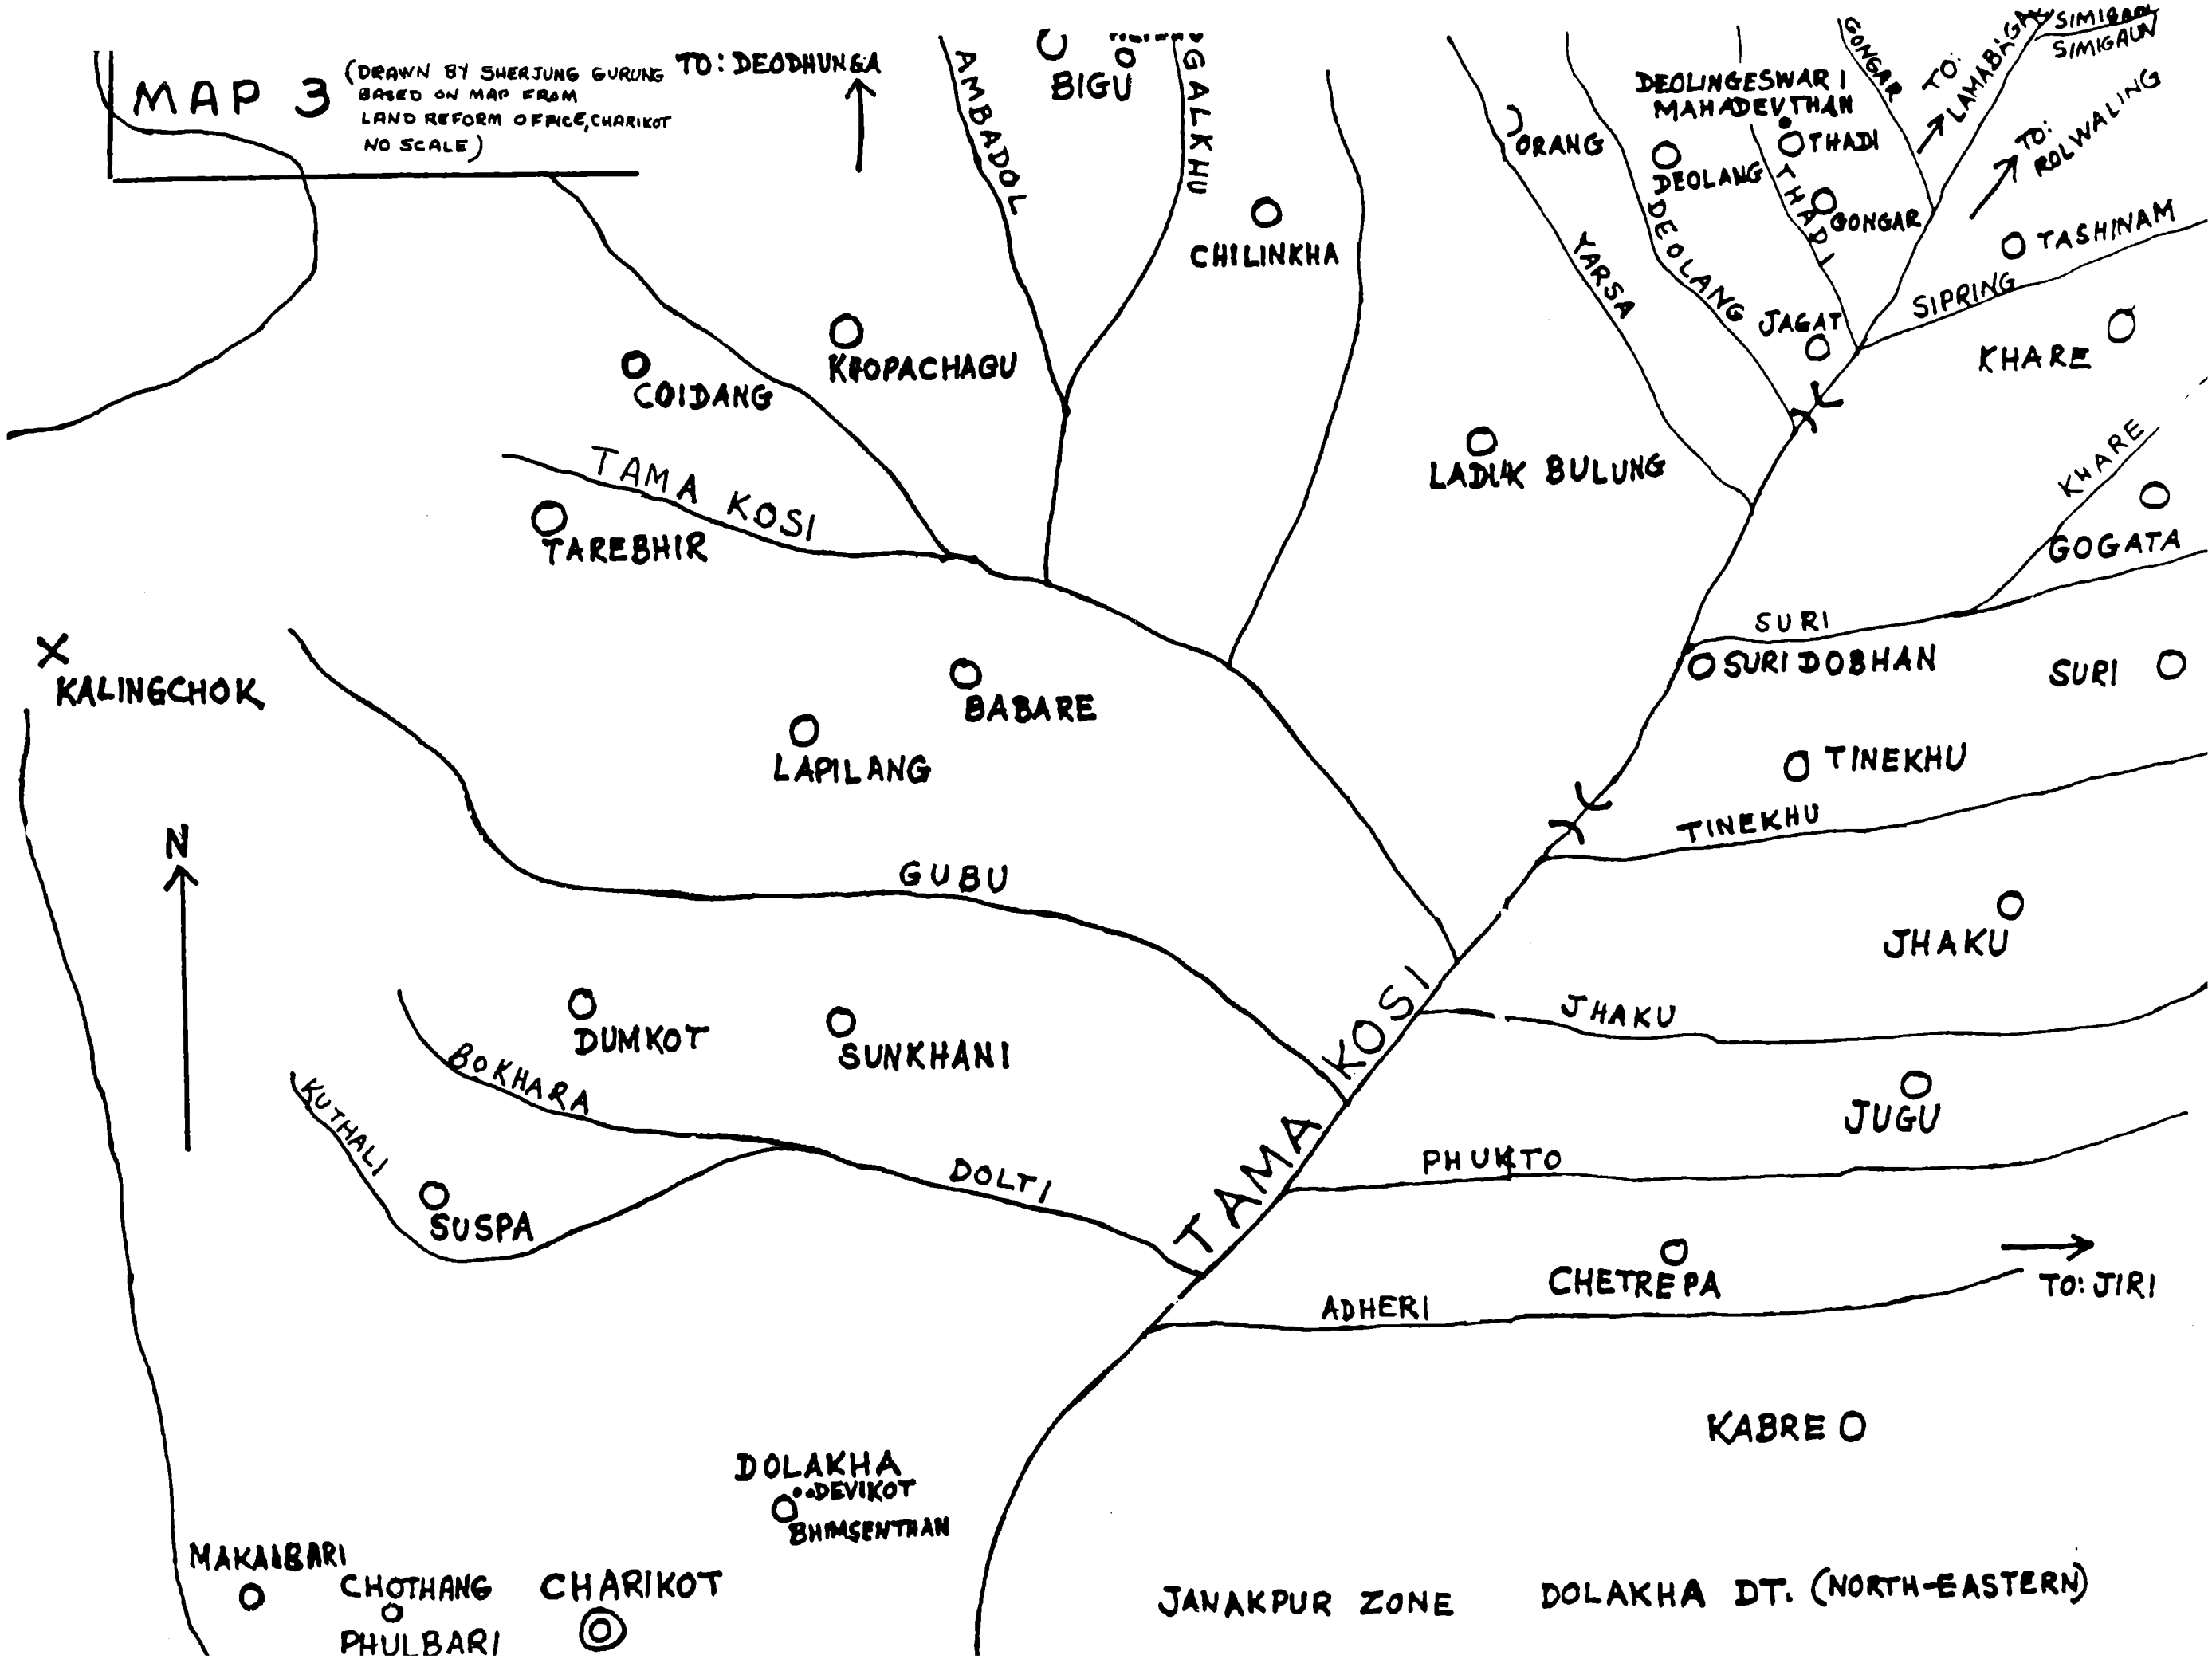 MAP 3
(DRAWN BY SHERJUNG GURUNG
BASED ON MAP FROM
LAND REFORM OFFICE, CHARIKOT
NO SCALE)
TO: DEODHUNGA
AMBADOL
BIGU
GALKHU
CHILINKHA
ORANG
DEOLINGESWARI
MAHADEVTHAN
THADI
DEOLANG
GONGAR
THADI
DEOLANG
YARSA
GONGAR
TO:
LAMABAGAR
SIMIGAUN
SIMIGAUN
TO:
ROLWALING
TASHINAM
SIPRING
JAGAT
KHARE
COIDANG
KHOPACHAGU
TAMA KOSI
TAREBHIR
LADUK BULUNG
KHARE
GOGATA
SURI
SURI DOBHAN
SURI
KALINGCHOK
BABARE
LAPILANG
TINEKHU
TINEKHU
N
GUBU
JHAKU
JHAKU
DUMKOT
SUNKHANI
BOKHARA
KUTHALI
SUSPA
DOLTI
TAMA KOSI
JUGU
PHUKTO
CHETREPA
TO: JIRI
ADHERI
KABRE
DOLAKHA
DEVIKOT
BHIMSENTHAN
MAKAIBARI
CHOTHANG
PHULBARI
CHARIKOT
JANAKPUR ZONE
DOLAKHA DT. (NORTH-EASTERN)